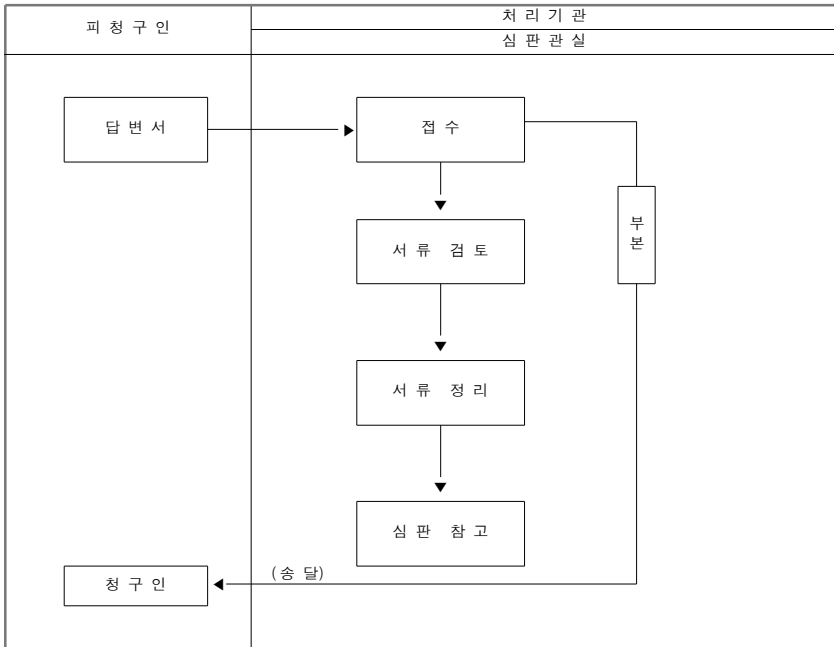 피 청 구 인
처 리 기 관
심 판 관 실
답 변 서
접 수
부
본
서 류 검 토
서 류 정 리
심 판 참 고
(송 달)
청 구 인